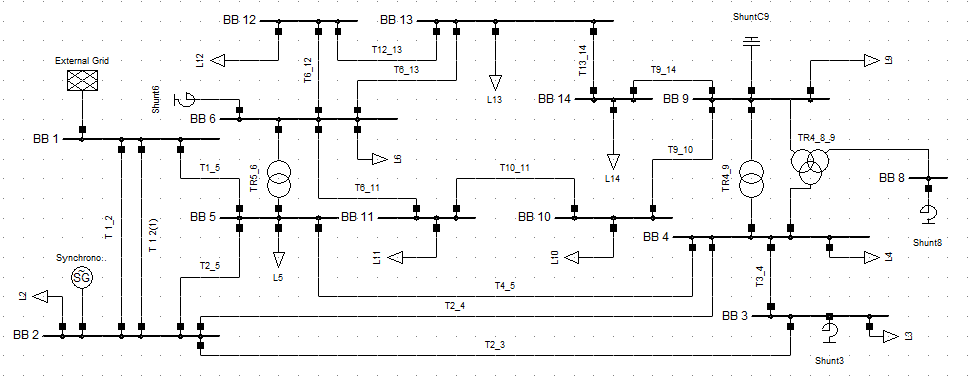 ShuntC9
BB 12
BB 13
T12_13
L12
T6_12
T6_13
T13_14
L9
External Grid
Shunt6
L13
T9_14
BB 14
BB 9
BB 6
BB 1
TR4_8_9
L6
L14
T9_10
T1_5
TR5_6
T10_11
TR4_9
BB 8
T6_11
T 1_2
T 1 2(1)
BB 5
BB 11
BB 10
BB 4
Shunt8
L11
L10
L4
Synchrono..
SG
T2_5
L5
T3_4
L2
T4_5
T2_4
BB 3
BB 2
T2_3
L3
Shunt3